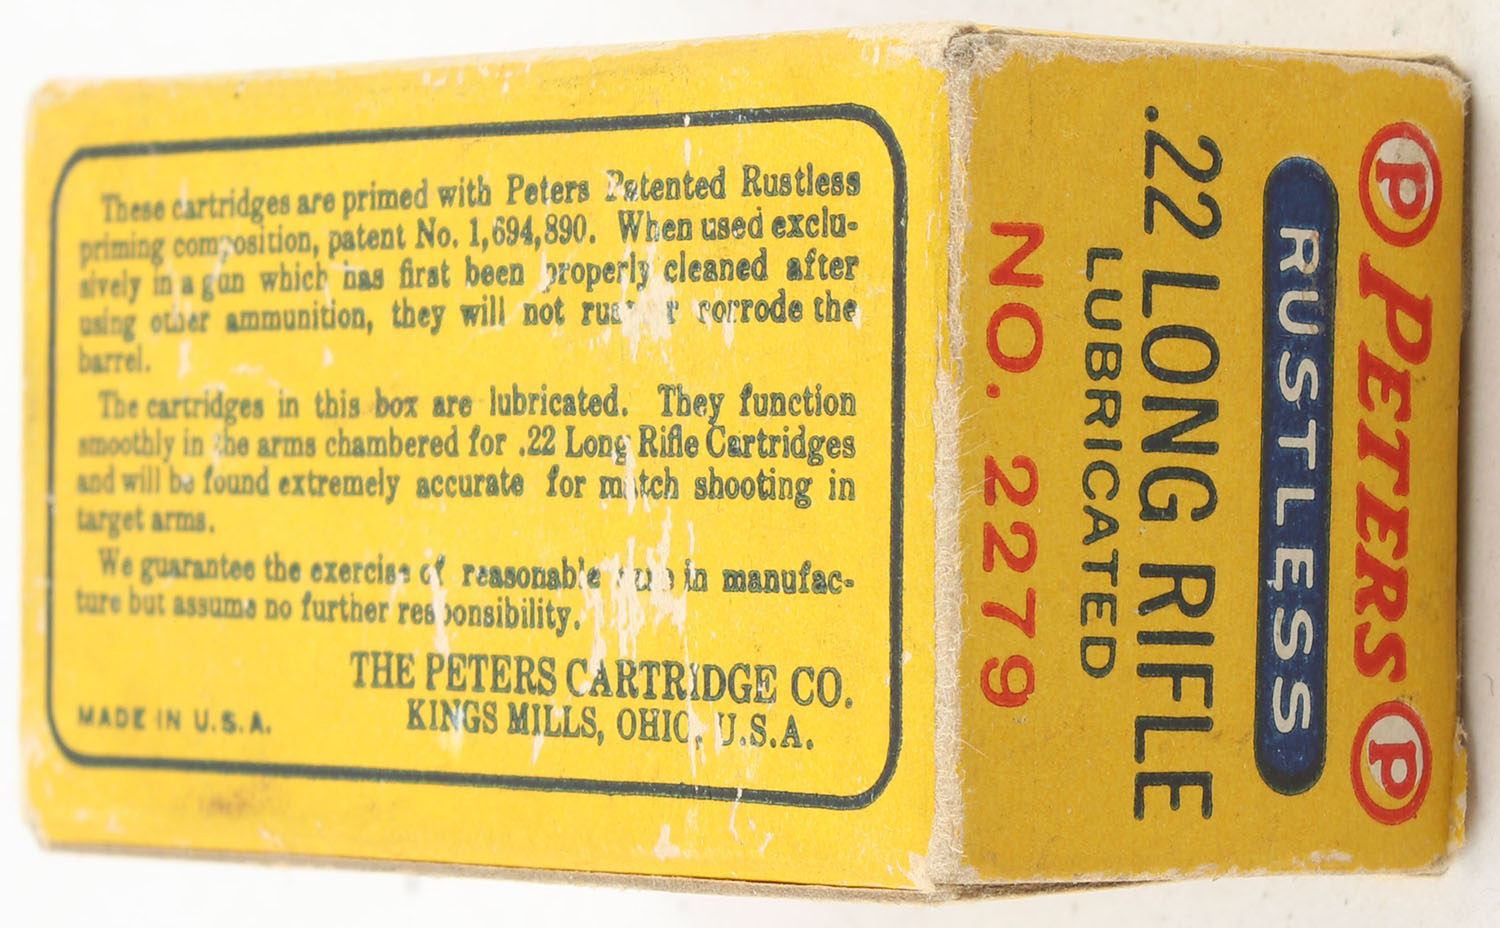 These cartridges are primed with Peters Patented Rustless
priming composition, patent No. 1,694,890. When used exclu-
sively in a gun which has first been properly cleaned after
using other ammunition, they will not rust or corrode the
barrel.
The cartridges in this box are lubricated. They function
smoothly in the arms chambered for .22 Long Rifle Cartridges
and will be found extremely accurate for match shooting in
target arms.
We guarantee the exercise of reasonable care in manufac-
ture but assume no further responsibility.
THE PETERS CARTRIDGE CO.
KINGS MILLS, OHIO, U.S.A.
MADE IN U.S.A.
P PETERS P
RUSTLESS
.22 LONG RIFLE
LUBRICATED
NO. 2279